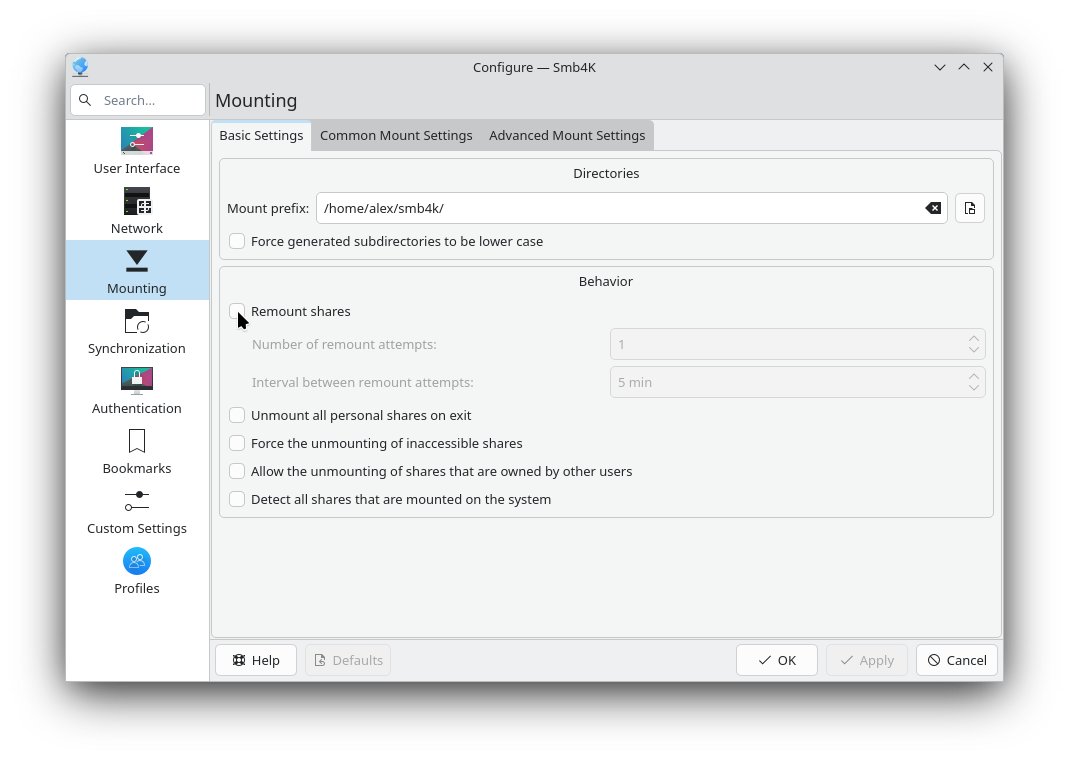 Configure — Smb4K
Search...
Mounting
User Interface
Network
Mounting
Synchronization
Authentication
Bookmarks
Custom Settings
Profiles
Basic Settings Common Mount Settings Advanced Mount Settings
Directories
Mount prefix: /home/alex/smb4k/
Force generated subdirectories to be lower case
Behavior
Remount shares
Number of remount attempts: 1
Interval between remount attempts: 5 min
Unmount all personal shares on exit
Force the unmounting of inaccessible shares
Allow the unmounting of shares that are owned by other users
Detect all shares that are mounted on the system
Help Defaults OK Apply Cancel